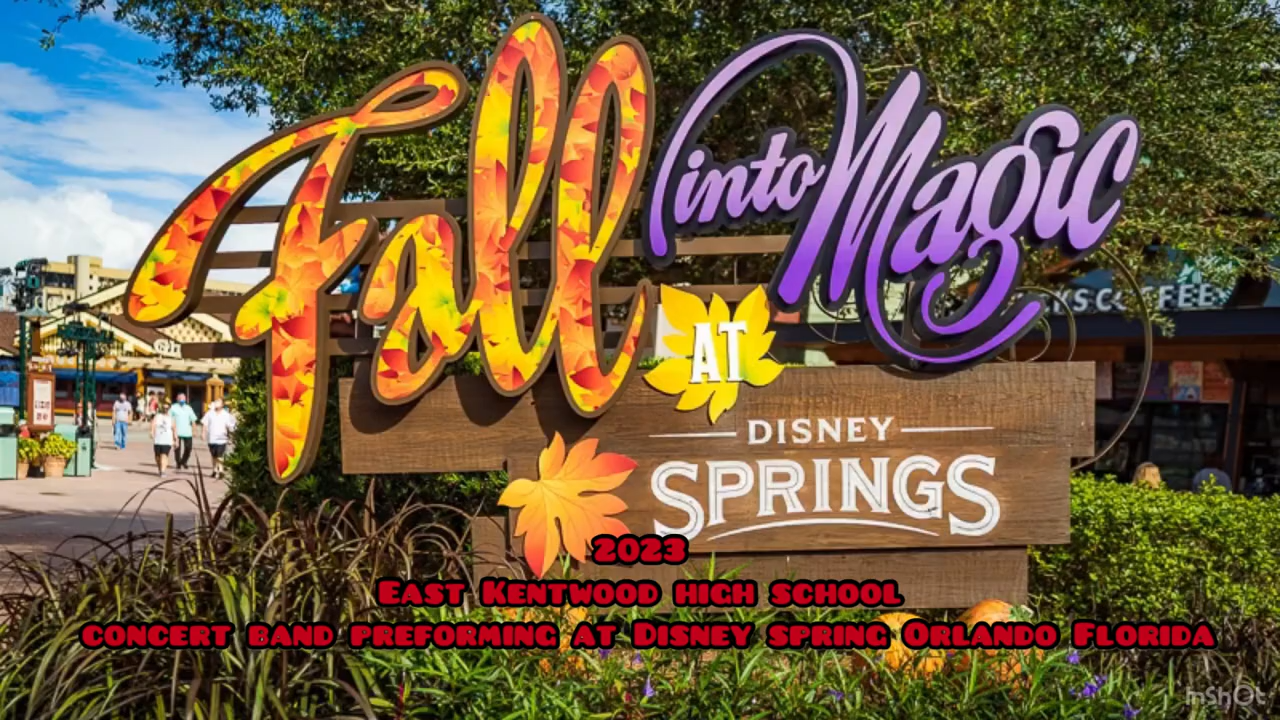 Fall into Magic
AT
DISNEY
SPRINGS
2023
East Kentwood high school
concert band preforming at Disney spring Orlando Florida
mShOt